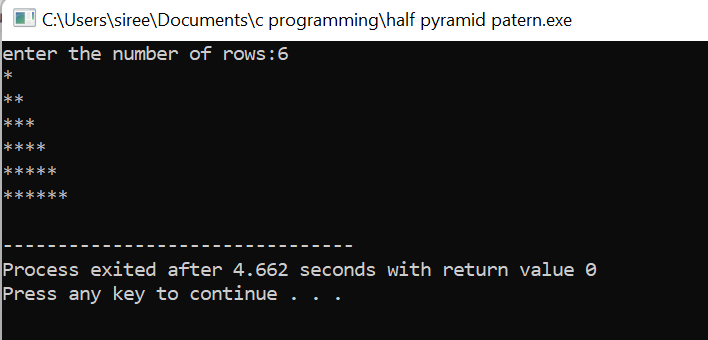 C:\Users\siree\Documents\c programming\half pyramid patern.exe
enter the number of rows:6
*
**
***
****
*****
******
--------------------------------
Process exited after 4.662 seconds with return value 0
Press any key to continue . . .